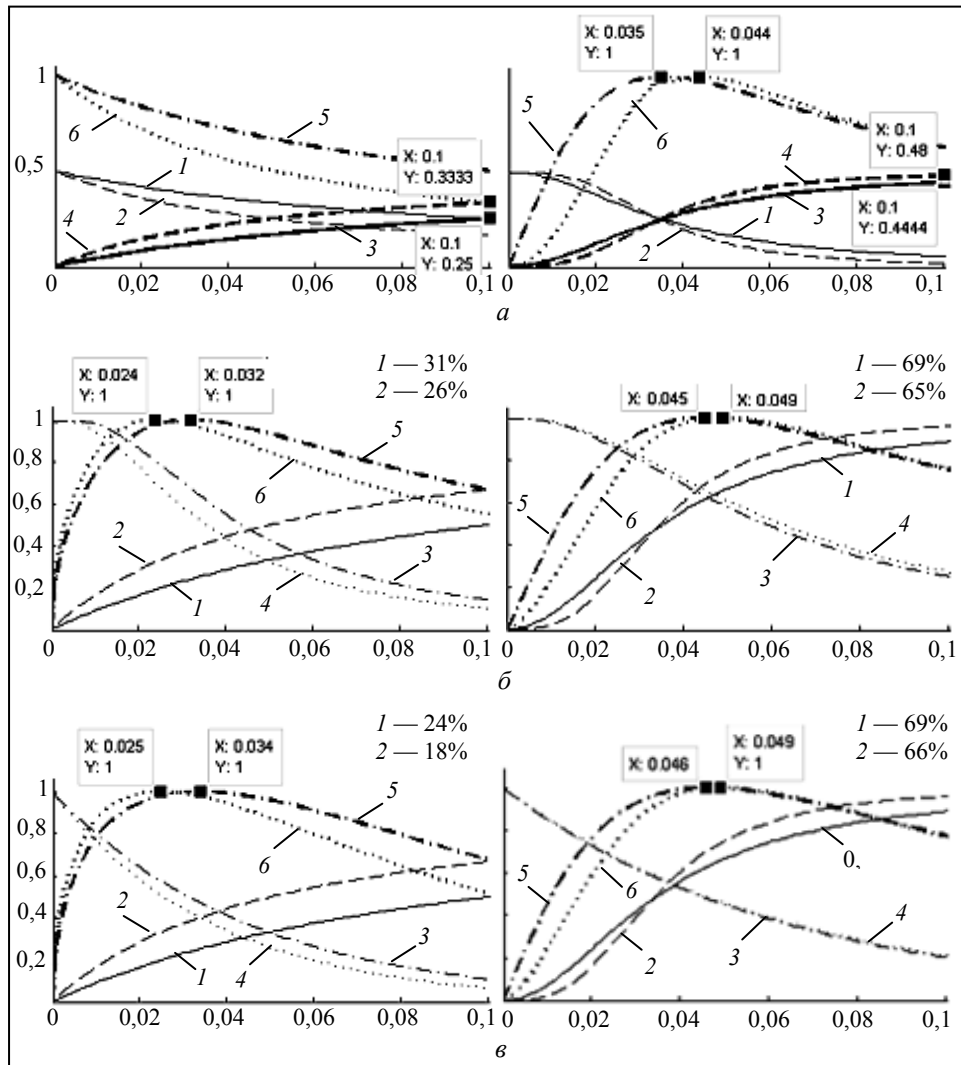 X: 0.035
Y: 1
X: 0.044
Y: 1
1
0,5
5
6
1
2
4
3
X: 0.1
Y: 0.3333
X: 0.1
Y: 0.25
5
6
4
3
1
2
X: 0.1
Y: 0.48
X: 0.1
Y: 0.4444
0 0,02 0,04 0,06 0,08 0,1
0 0,02 0,04 0,06 0,08 0,1
а
X: 0.024
Y: 1
X: 0.032
Y: 1
1 — 31%
2 — 26%
X: 0.045
X: 0.049
1 — 69%
2 — 65%
1
0,8
0,6
0,4
0,2
5
6
2
3
1
4
5
6
1
4
3
2
0 0,02 0,04 0,06 0,08 0,1
0 0,02 0,04 0,06 0,08 0,1
б
X: 0.025
Y: 1
X: 0.034
Y: 1
1 — 24%
2 — 18%
X: 0.046
X: 0.049
Y: 1
1 — 69%
2 — 66%
1
0,8
0,6
0,4
0,2
5
6
2
3
1
4
5
6
0,
4
3
2
0 0,02 0,04 0,06 0,08 0,1
0 0,02 0,04 0,06 0,08 0,1
в